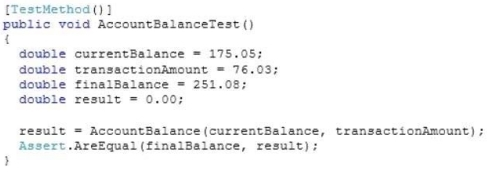 [TestMethod()]
public void AccountBalanceTest()
{
  double currentBalance = 175.05;
  double transactionAmount = 76.03;
  double finalBalance = 251.08;
  double result = 0.00;

  result = AccountBalance(currentBalance, transactionAmount);
  Assert.AreEqual(finalBalance, result);
}